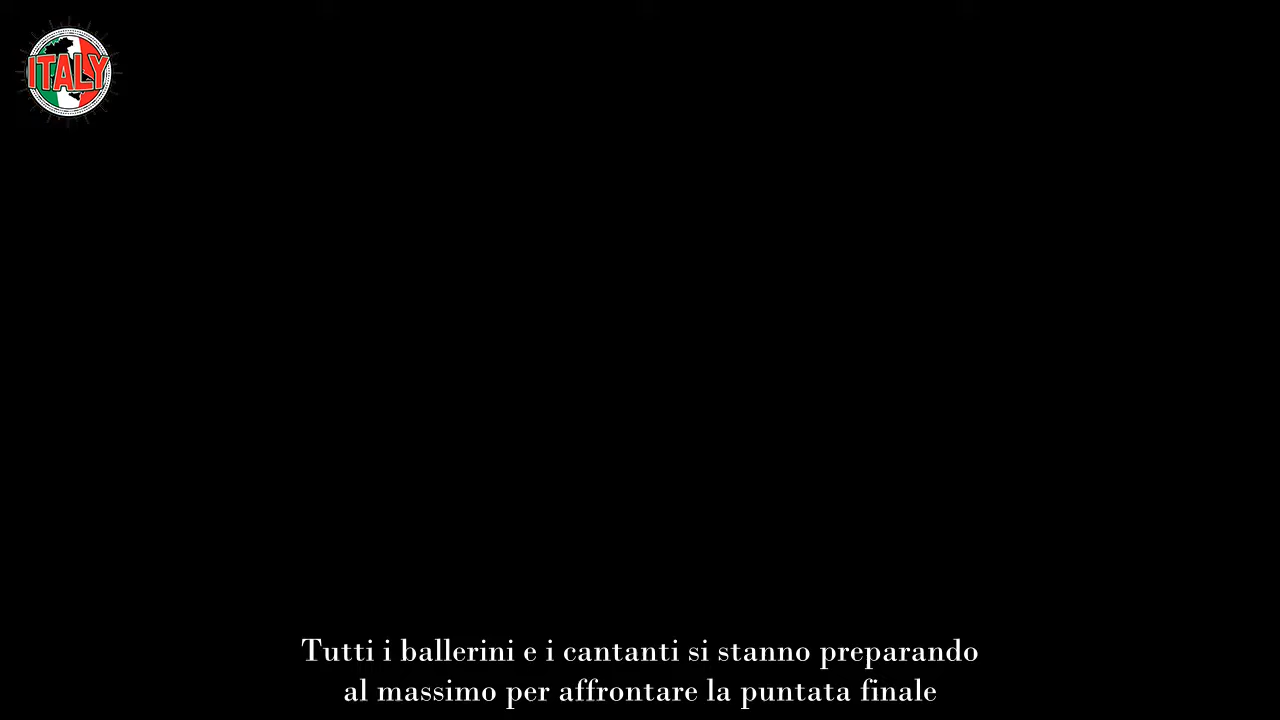 ITALY
Tutti i ballerini e i cantanti si stanno preparando
al massimo per affrontare la puntata finale